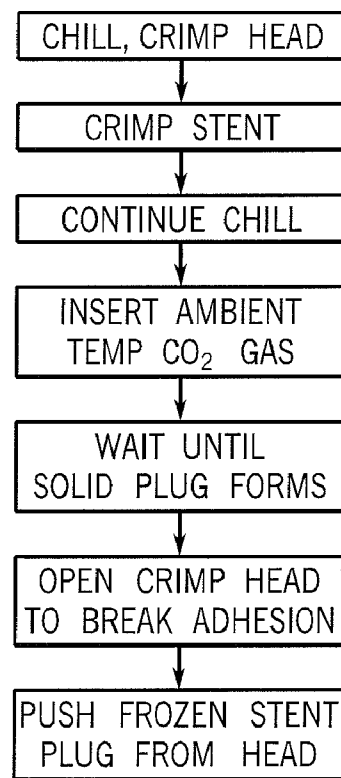 CHILL, CRIMP HEAD
CRIMP STENT
CONTINUE CHILL
INSERT AMBIENT
TEMP CO₂ GAS
WAIT UNTIL
SOLID PLUG FORMS
OPEN CRIMP HEAD
TO BREAK ADHESION
PUSH FROZEN STENT
PLUG FROM HEAD